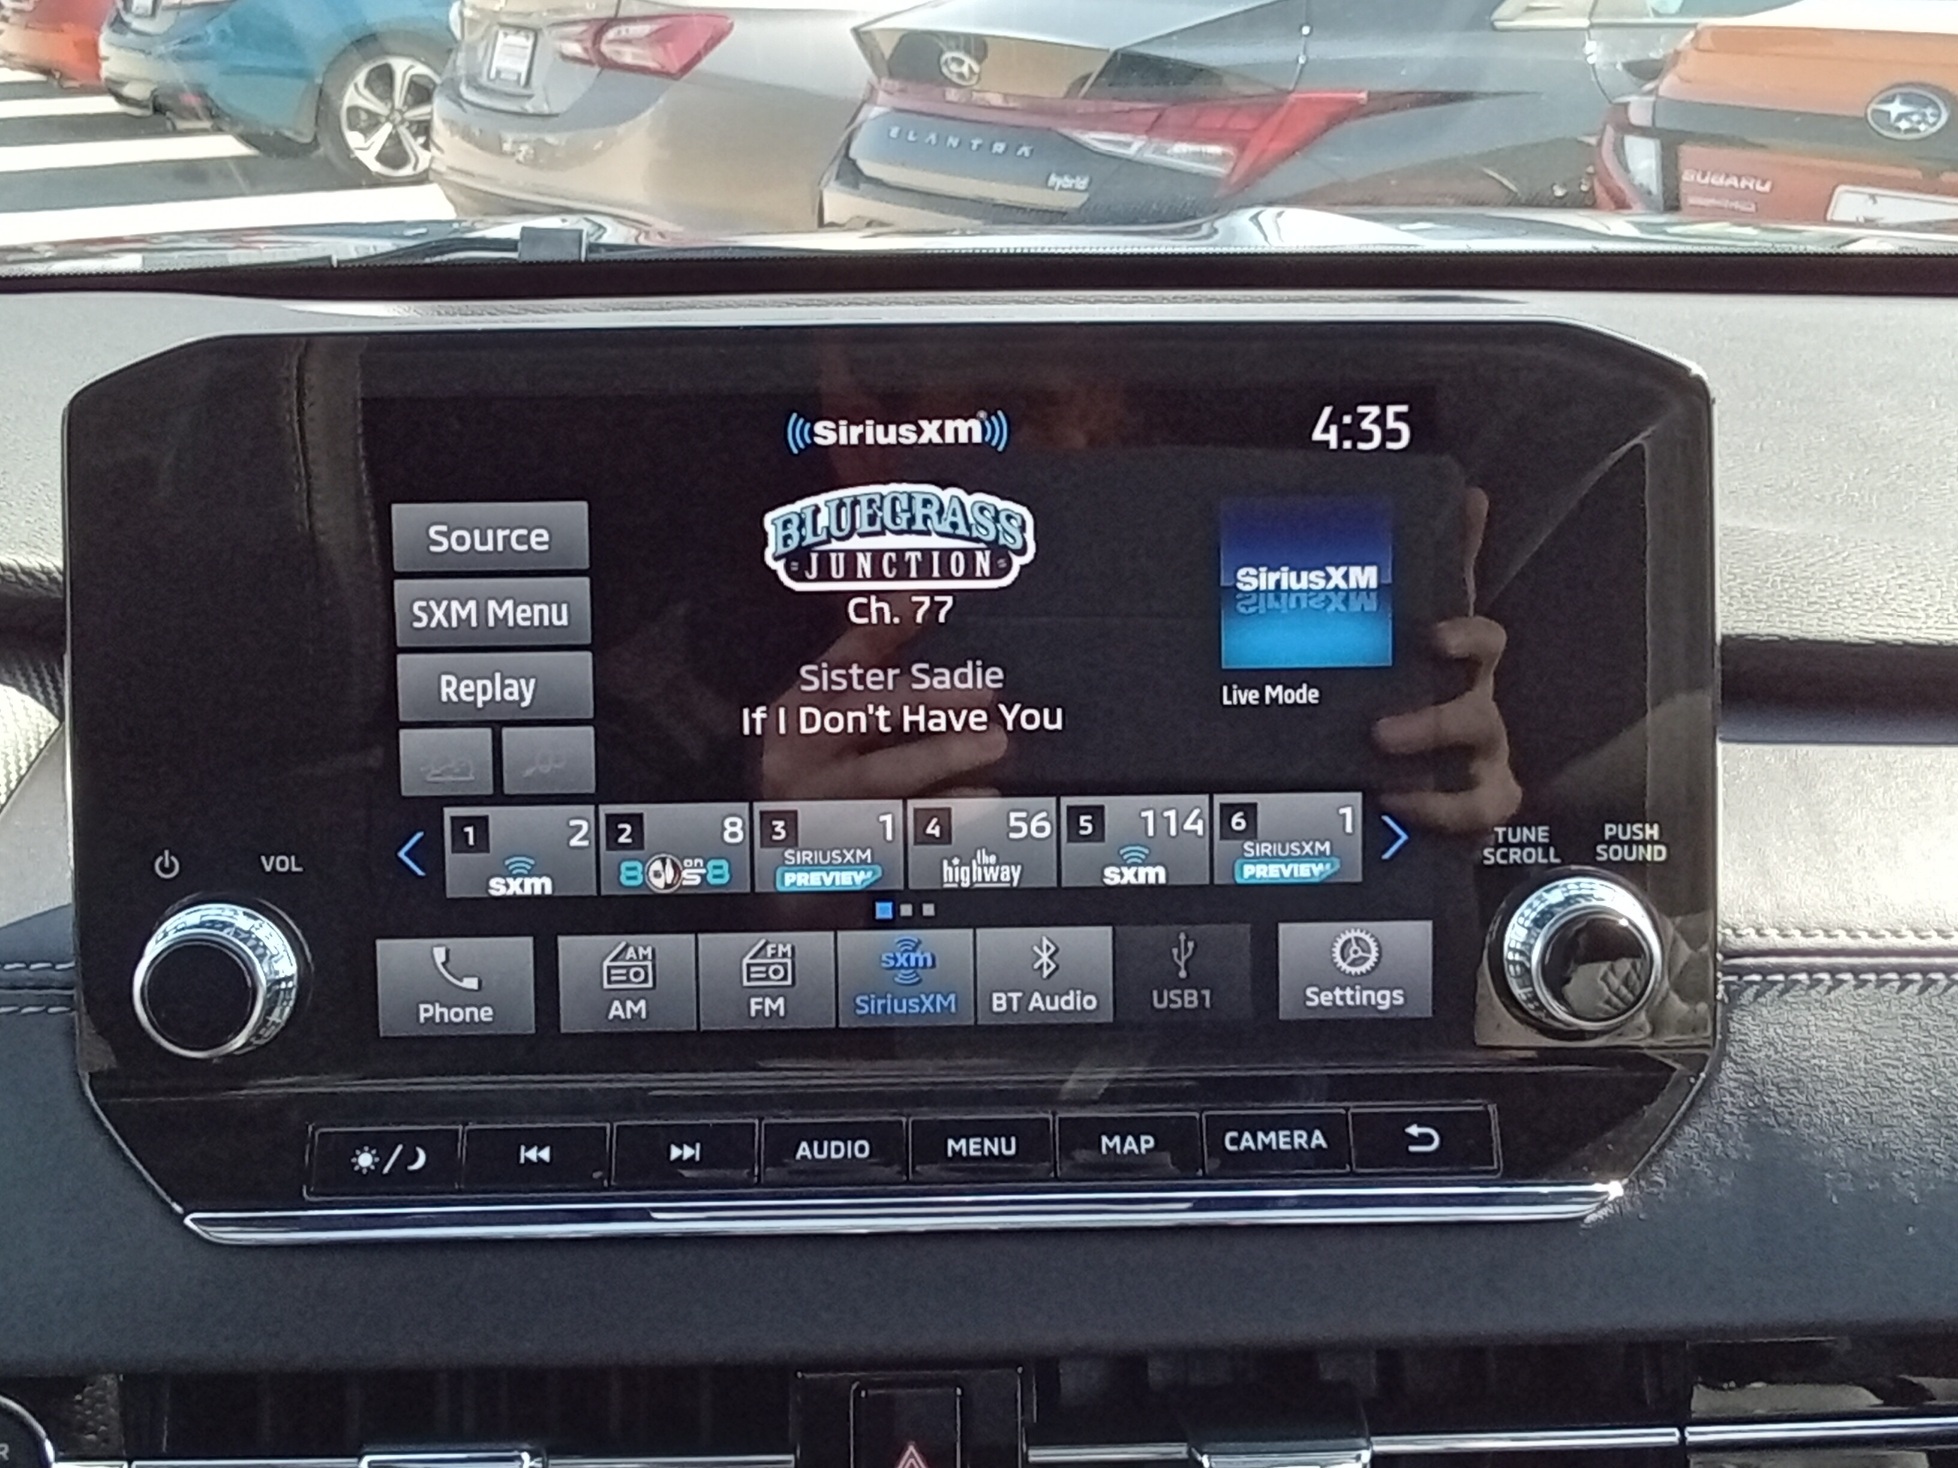 ELANTRA
hybrid
SUBARU
SiriusXM
4:35
Source
SXM Menu
Replay
BLUEGRASS
JUNCTION
Ch. 77
Sister Sadie
If I Don't Have You
SiriusXM
Live Mode
1 2
sxm
2 8
80s on 8
3 1
SIRIUSXM
PREVIEW
4 56
the
highway
5 114
sxm
6 1
SIRIUSXM
PREVIEW
VOL
TUNE
SCROLL
PUSH
SOUND
Phone
AM
AM
FM
FM
sxm
SiriusXM
BT Audio
USB1
Settings
AUDIO
MENU
MAP
CAMERA
R